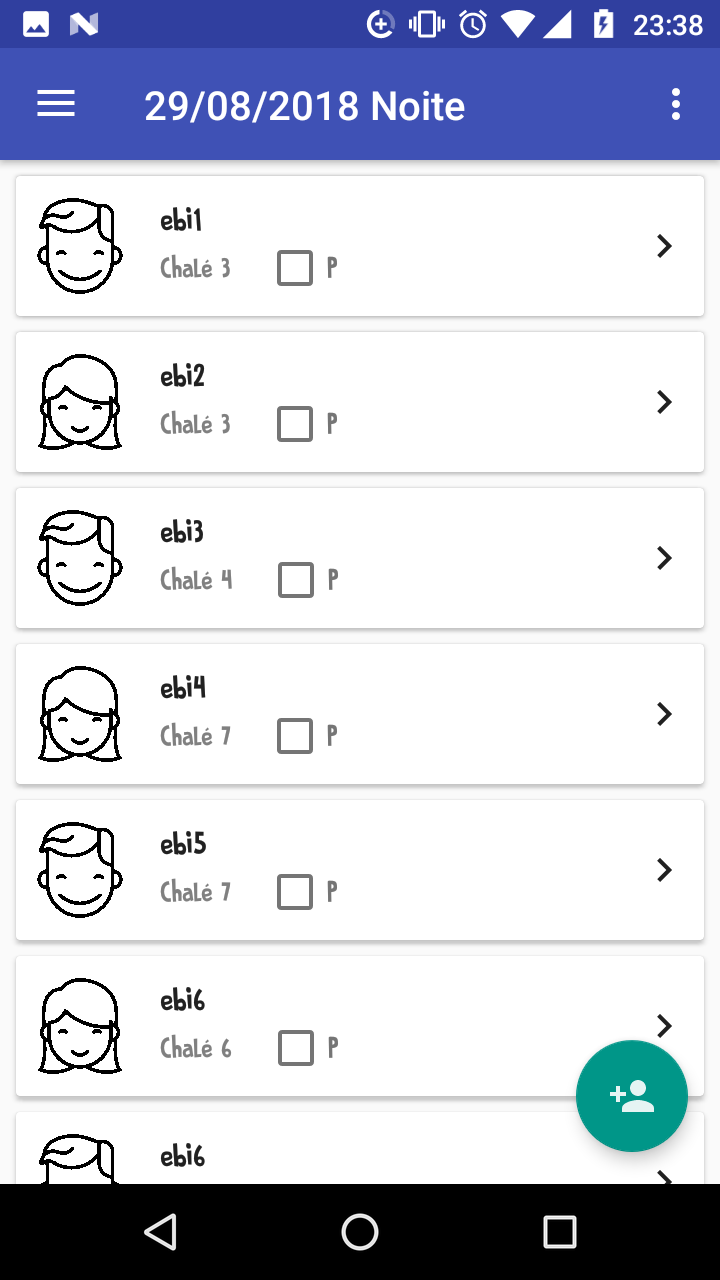 23:38
29/08/2018 Noite
ebi1
Chalé 3 P
ebi2
Chalé 3 P
ebi3
Chalé 4 P
ebi4
Chalé 7 P
ebi5
Chalé 7 P
ebi6
Chalé 6 P
ebi6